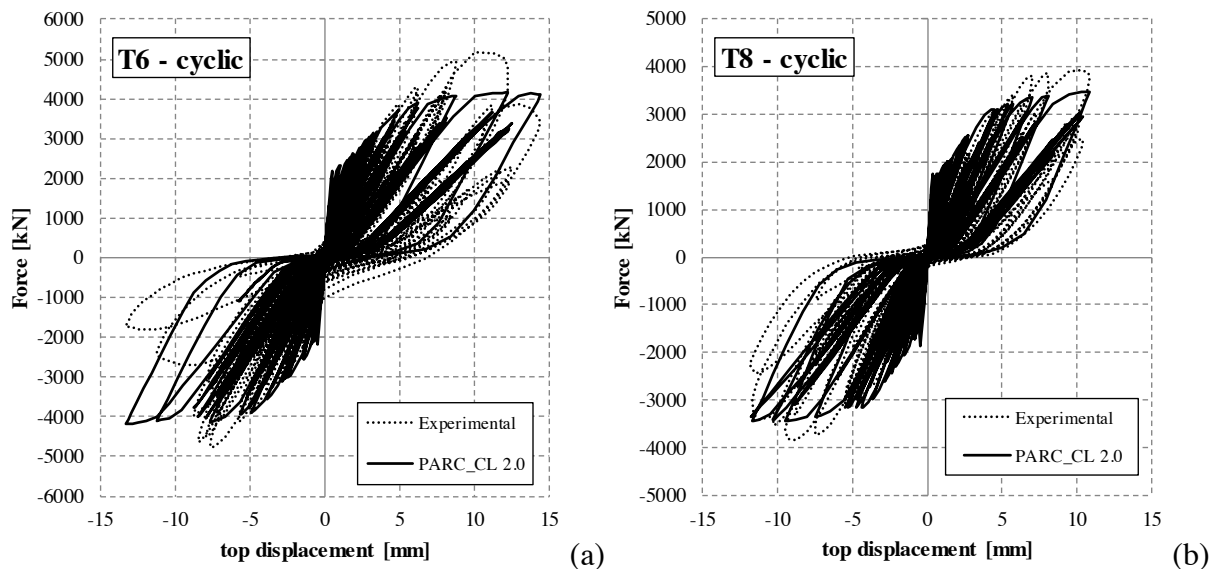 T6 - cyclic
6000
5000
4000
3000
2000
1000
0
-1000
-2000
-3000
-4000
-5000
-6000
Force [kN]
-15 -10 -5 0 5 10 15
top displacement [mm]
Experimental
PARC_CL 2.0
(a)
T8 - cyclic
5000
4000
3000
2000
1000
0
-1000
-2000
-3000
-4000
-5000
Force [kN]
-15 -10 -5 0 5 10 15
top displacement [mm]
Experimental
PARC_CL 2.0
(b)